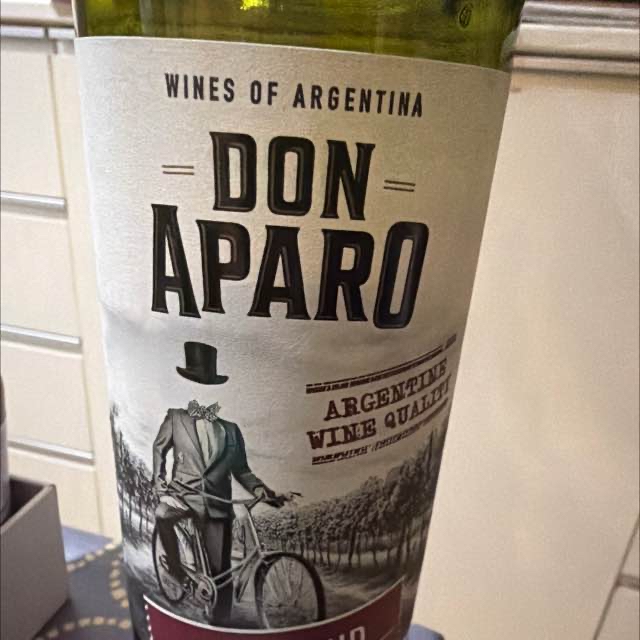 WINES OF ARGENTINA
DON
APARO
ARGENTINE
WINE QUALITY